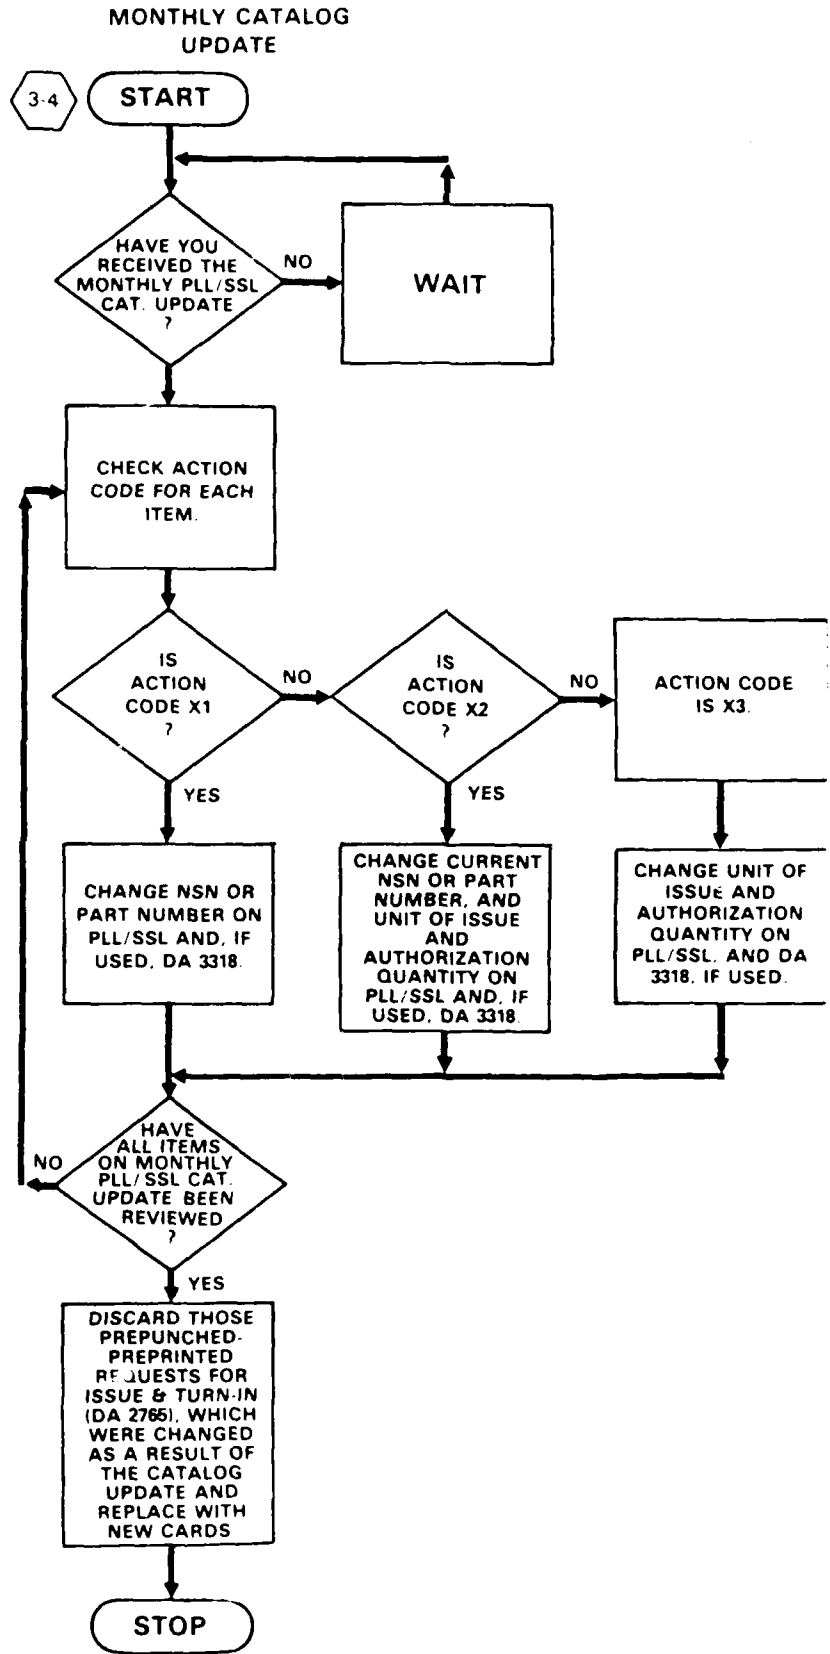 MONTHLY CATALOG
UPDATE
3-4
START
HAVE YOU
RECEIVED THE
MONTHLY PLL/SSL
CAT. UPDATE
?
NO
WAIT
CHECK ACTION
CODE FOR EACH
ITEM.
IS
ACTION
CODE X1
?
NO
IS
ACTION
CODE X2
?
NO
ACTION CODE
IS X3.
YES
YES
CHANGE NSN OR
PART NUMBER ON
PLL/SSL AND, IF
USED, DA 3318.
CHANGE CURRENT
NSN OR PART
NUMBER, AND
UNIT OF ISSUE
AND
AUTHORIZATION
QUANTITY ON
PLL/SSL AND, IF
USED, DA 3318.
CHANGE UNIT OF
ISSUE AND
AUTHORIZATION
QUANTITY ON
PLL/SSL, AND DA
3318, IF USED.
HAVE
ALL ITEMS
ON MONTHLY
PLL/SSL CAT.
UPDATE BEEN
REVIEWED
?
NO
YES
DISCARD THOSE
PREPUNCHED-
PREPRINTED
REQUESTS FOR
ISSUE & TURN-IN
(DA 2765), WHICH
WERE CHANGED
AS A RESULT OF
THE CATALOG
UPDATE AND
REPLACE WITH
NEW CARDS
STOP